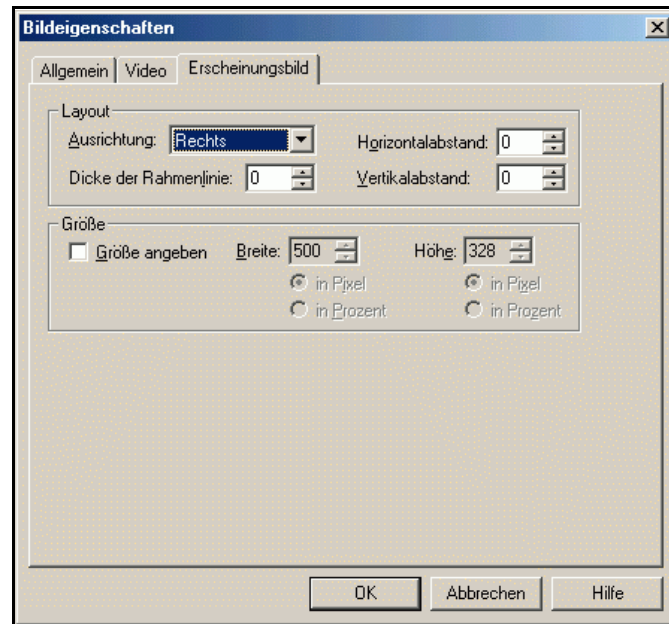 Bildeigenschaften
Allgemein Video Erscheinungsbild
Layout
Ausrichtung: Rechts Horizontalabstand: 0
Dicke der Rahmenlinie: 0 Vertikalabstand: 0
Größe
Größe angeben Breite: 500 Höhe: 328
in Pixel in Pixel
in Prozent in Prozent
OK Abbrechen Hilfe